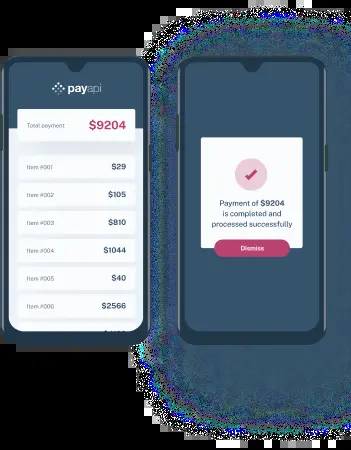 payapi
Total payment $9204
Item #001 $29
Item #002 $105
Item #003 $810
Item #004 $1044
Item #005 $40
Item #006 $2566
Payment of $9204
is completed and
processed successfully
Dismiss